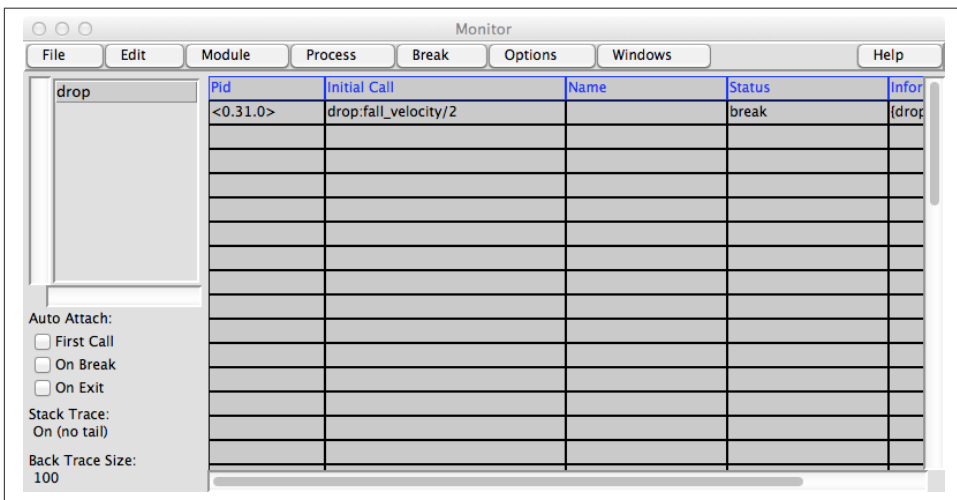 Monitor
File Edit Module Process Break Options Windows Help
drop
Pid Initial Call Name Status Infor
<0.31.0> drop:fall_velocity/2 break {drop
Auto Attach:
First Call
On Break
On Exit
Stack Trace:
On (no tail)
Back Trace Size:
100